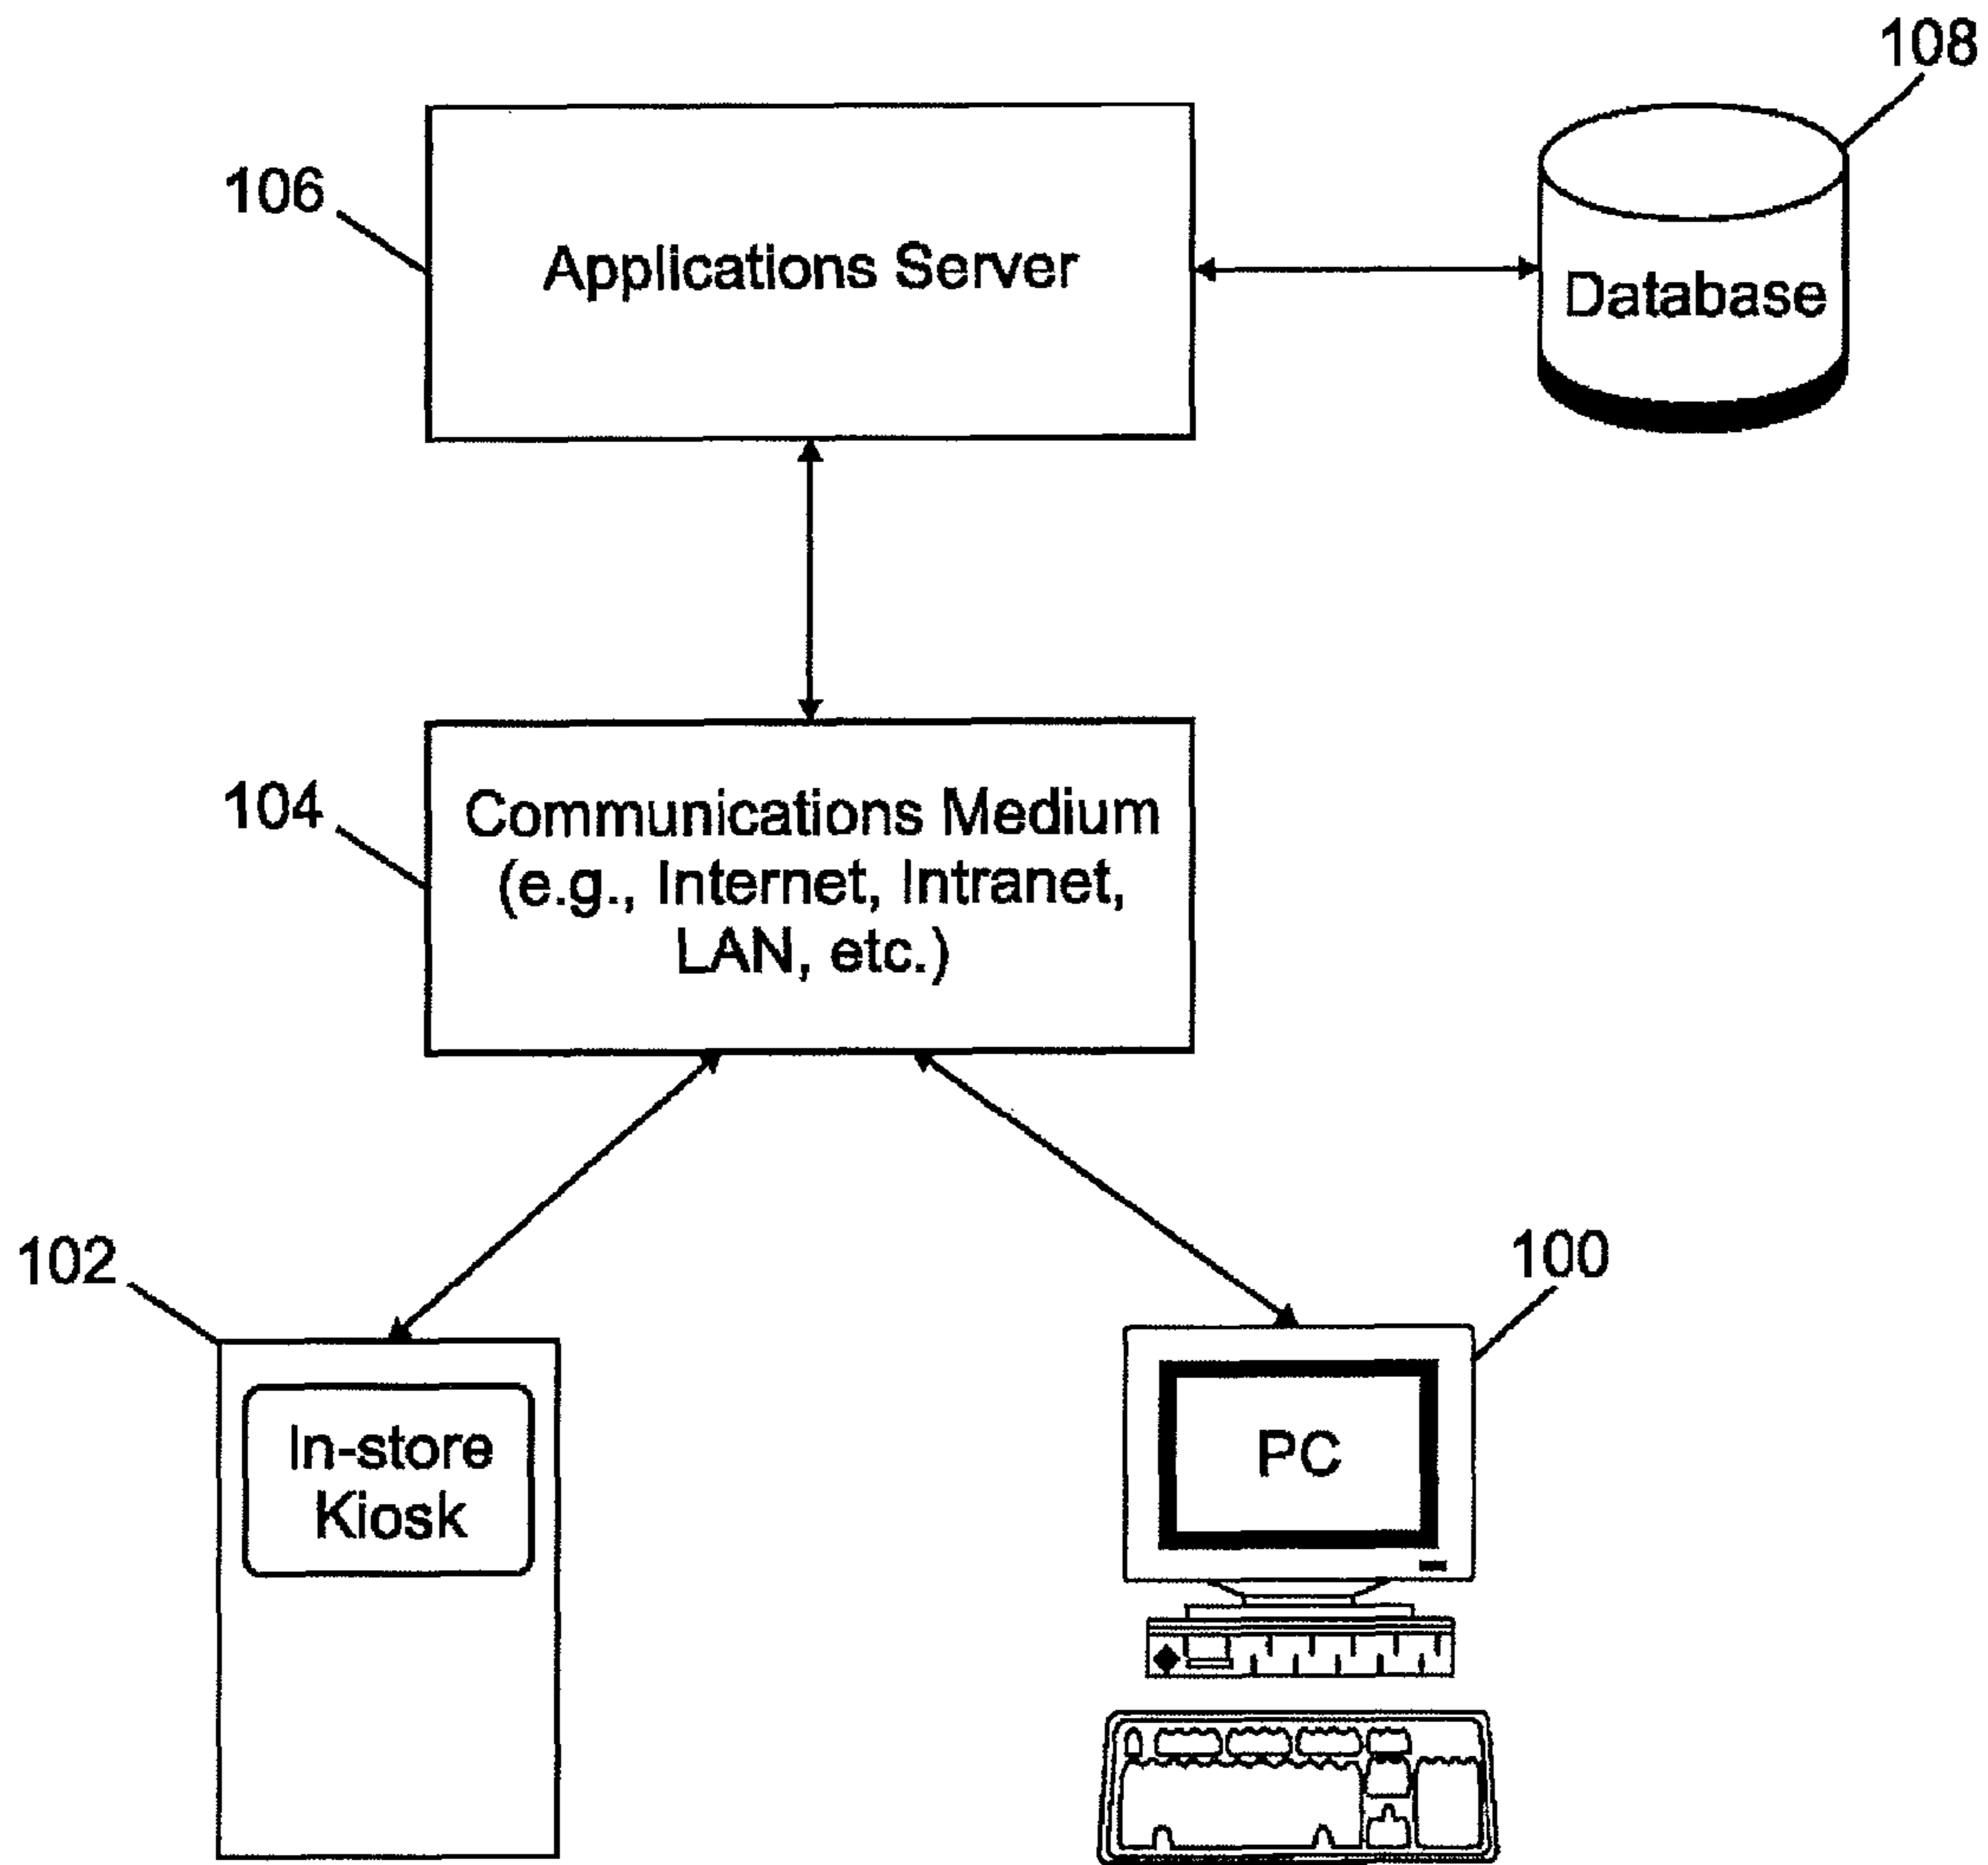 108
106
Applications Server
Database
104
Communications Medium
(e.g., Internet, Intranet,
LAN, etc.)
102
100
In-store
Kiosk
PC